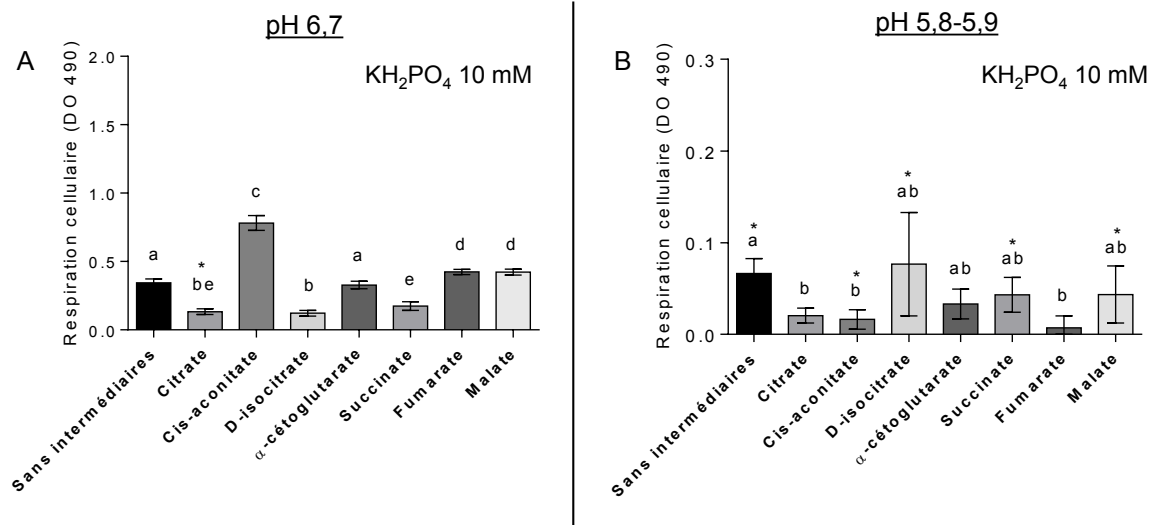 pH 6,7
A
KH₂PO₄ 10 mM
Respiration cellulaire (DO 490)
2.0
1.5
1.0
0.5
0.0
a
*
be
c
b
a
e
d
d
Sans intermédiaires
Citrate
Cis-aconitate
D-isocitrate
α-cétoglutarate
Succinate
Fumarate
Malate
pH 5,8-5,9
B
KH₂PO₄ 10 mM
Respiration cellulaire (DO 490)
0.3
0.2
0.1
0.0
*
a
b
*
b
*
ab
ab
*
ab
b
*
ab
Sans intermédiaires
Citrate
Cis-aconitate
D-isocitrate
α-cétoglutarate
Succinate
Fumarate
Malate